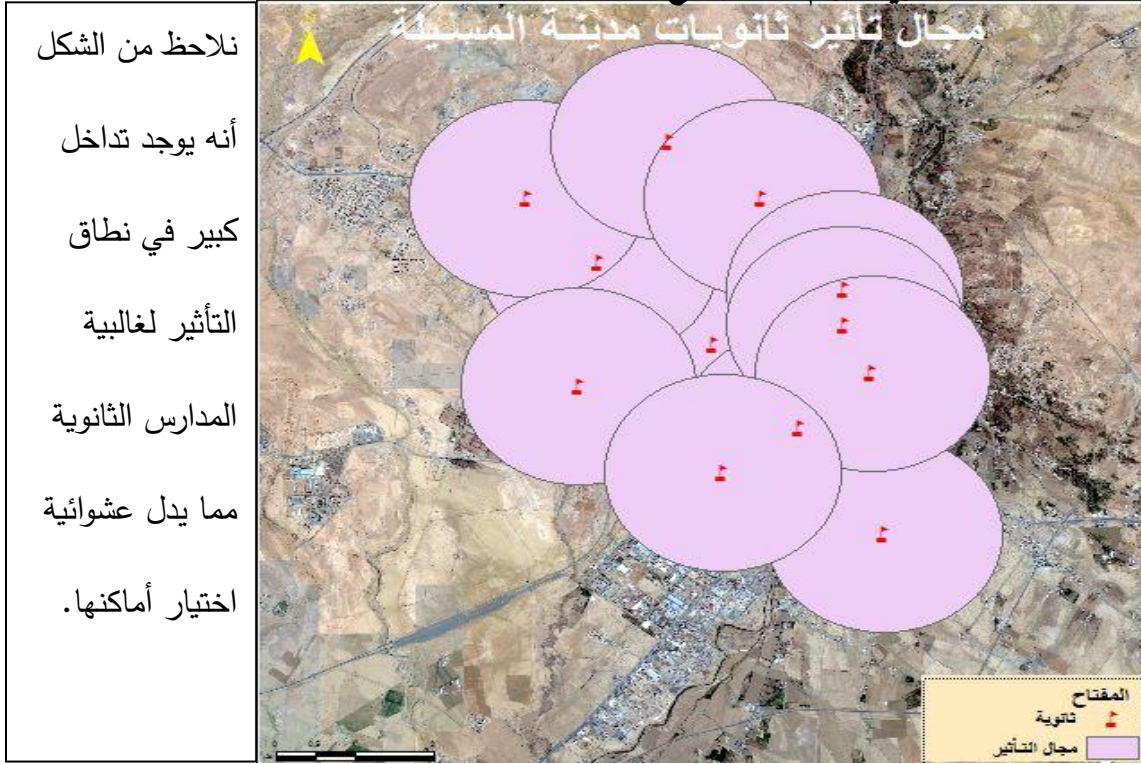 نلاحظ من الشكل
أنه يوجد تداخل
كبير في نطاق
التأثير لغالبية
المدارس الثانوية
مما يدل عشوائية
اختيار أماكنها.
مجال تأثير ثانويات مدينة المسيلة
المفتاح
ثانوية
مجال التأثير